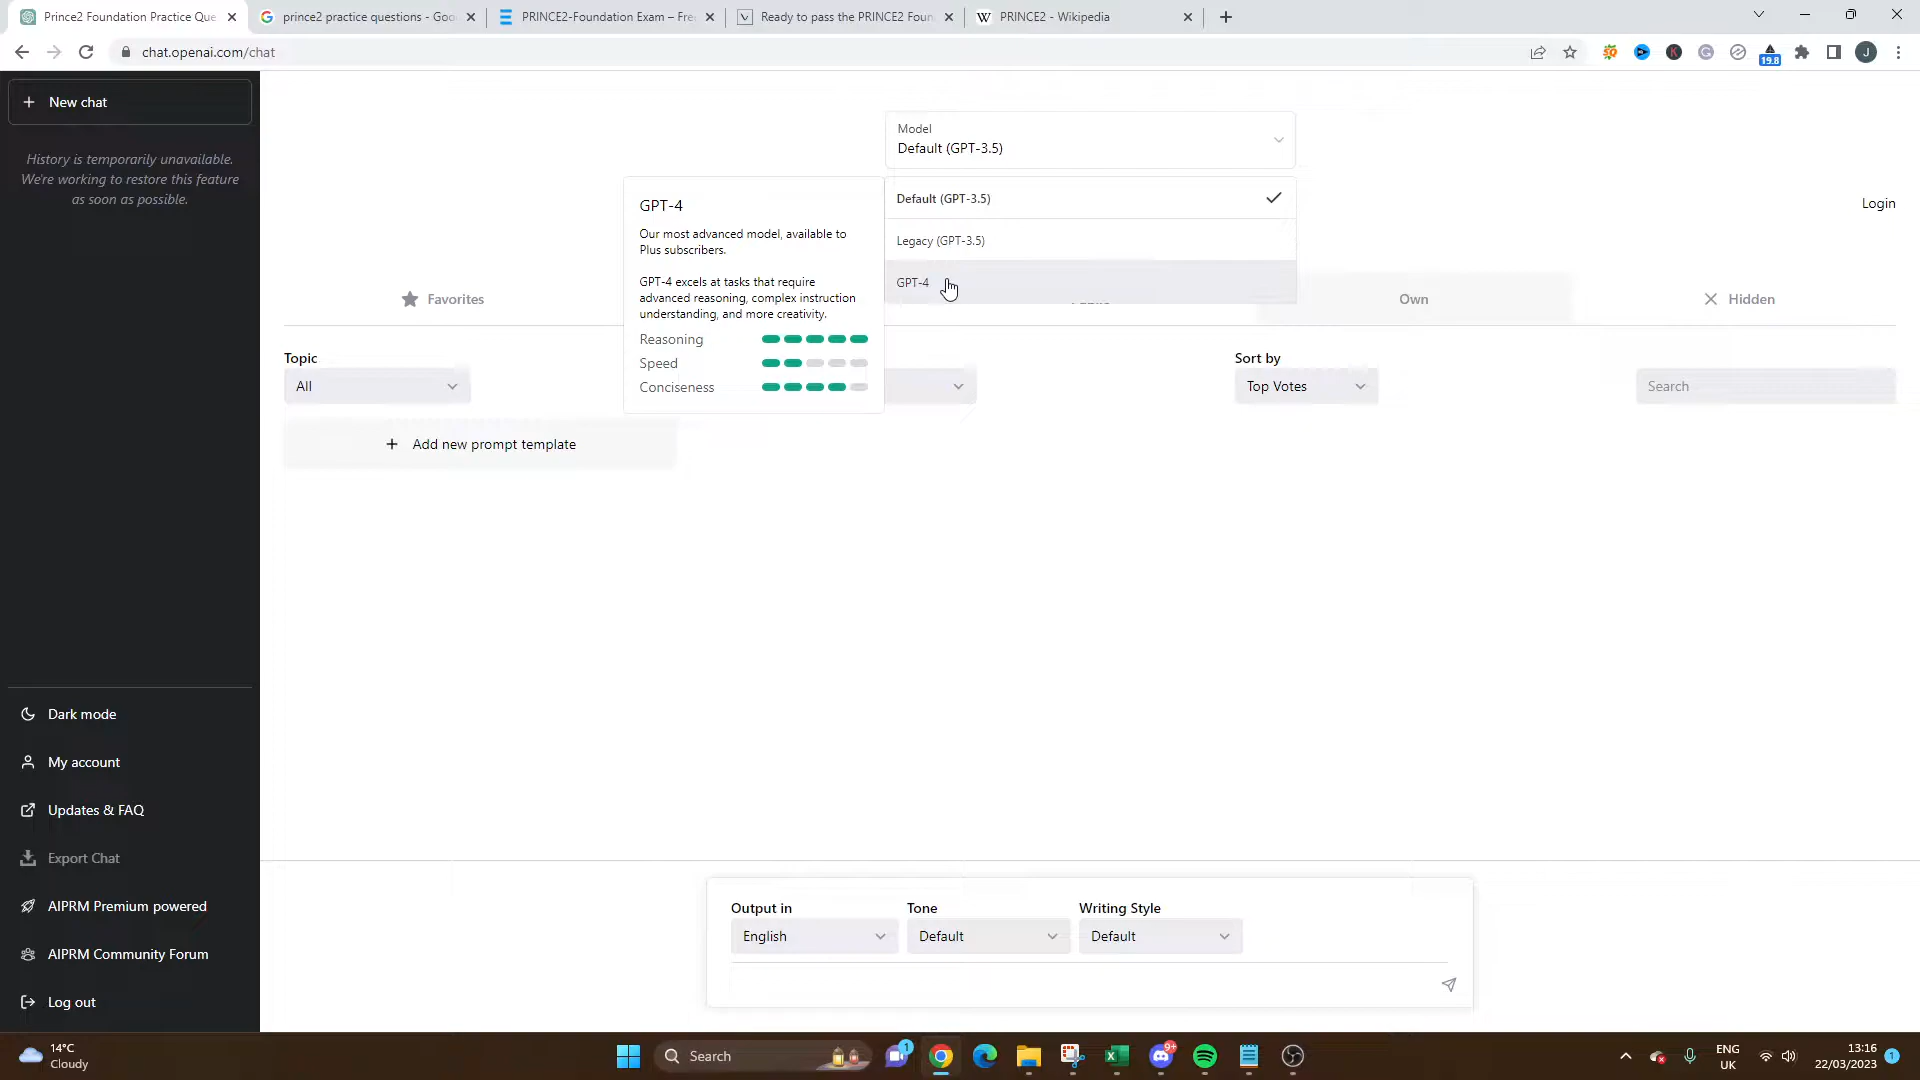 Prince2 Foundation Practice Que
prince2 practice questions - Goo
PRINCE2-Foundation Exam – Fre
Ready to pass the PRINCE2 Foun
PRINCE2 - Wikipedia
chat.openai.com/chat
19.8
J
New chat
History is temporarily unavailable.
We're working to restore this feature
as soon as possible.
Model
Default (GPT-3.5)
Default (GPT-3.5)
Legacy (GPT-3.5)
GPT-4
GPT-4
Our most advanced model, available to
Plus subscribers.
GPT-4 excels at tasks that require
advanced reasoning, complex instruction
understanding, and more creativity.
Reasoning
Speed
Conciseness
Login
Favorites
Own
Hidden
Topic
All
Sort by
Top Votes
Search
Add new prompt template
Dark mode
My account
Updates & FAQ
Export Chat
AIPRM Premium powered
AIPRM Community Forum
Log out
Output in
English
Tone
Default
Writing Style
Default
14°C
Cloudy
Search
1
9+
ENG
UK
13:16
22/03/2023
1